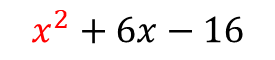 x² + 6x − 16